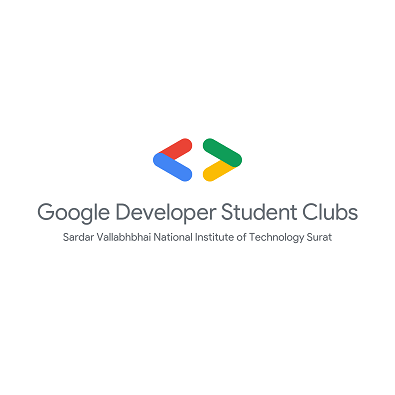 Google Developer Student Clubs
Sardar Vallabhbhai National Institute of Technology Surat